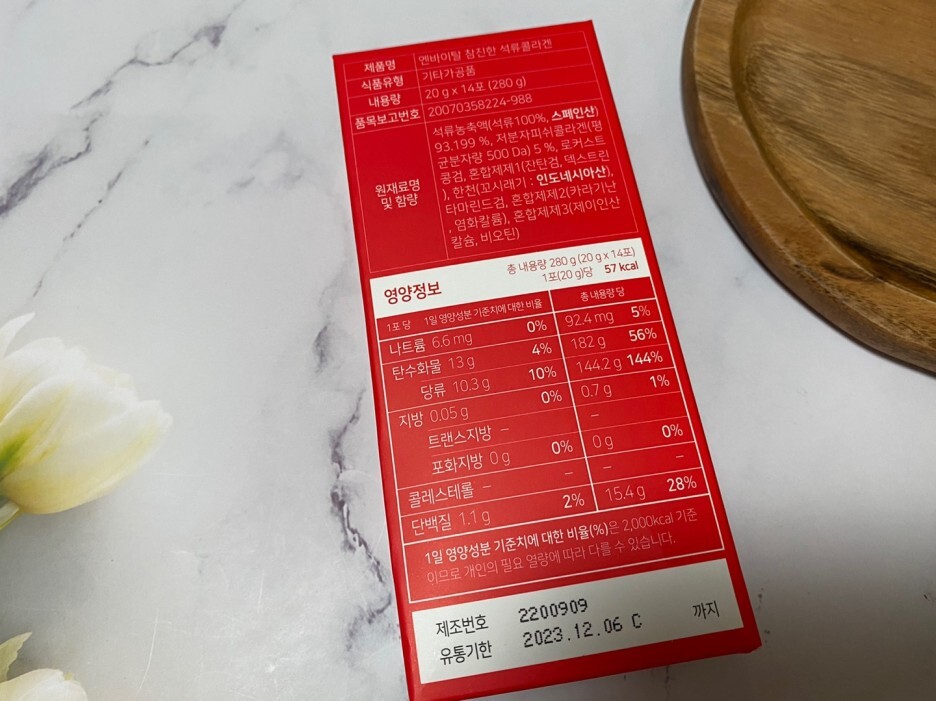 제품명 엔바이탈 참진한 석류콜라겐
식품유형 기타가공품
내용량 20 g x 14포 (280 g)
품목보고번호 20070358224-988
원재료명
및 함량
석류농축액(석류100%, 스페인산)
93.199 %, 저분자피쉬콜라겐(평
균분자량 500 Da) 5 %, 로커스트
콩검, 혼합제제1(잔탄검, 덱스트린
), 한천(꼬시래기 : 인도네시아산),
타마린드검, 혼합제제2(카라기난
, 염화칼륨), 혼합제제3(제이인산
칼슘, 비오틴)
영양정보
총 내용량 280 g (20 g x 14포)
1포(20 g)당 57 kcal
1포 당 1일 영양성분 기준치에 대한 비율 총 내용량 당
나트륨 6.6 mg 0% 92.4 mg 5%
탄수화물 13 g 4% 182 g 56%
당류 10.3 g 10% 144.2 g 144%
지방 0.05 g 0% 0.7 g 1%
트랜스지방 – –
포화지방 0 g 0% 0 g 0%
콜레스테롤 – – – –
단백질 1.1 g 2% 15.4 g 28%
1일 영양성분 기준치에 대한 비율(%)은 2,000kcal 기준
이므로 개인의 필요 열량에 따라 다를 수 있습니다.
제조번호 2200909
유통기한 2023.12.06 C 까지